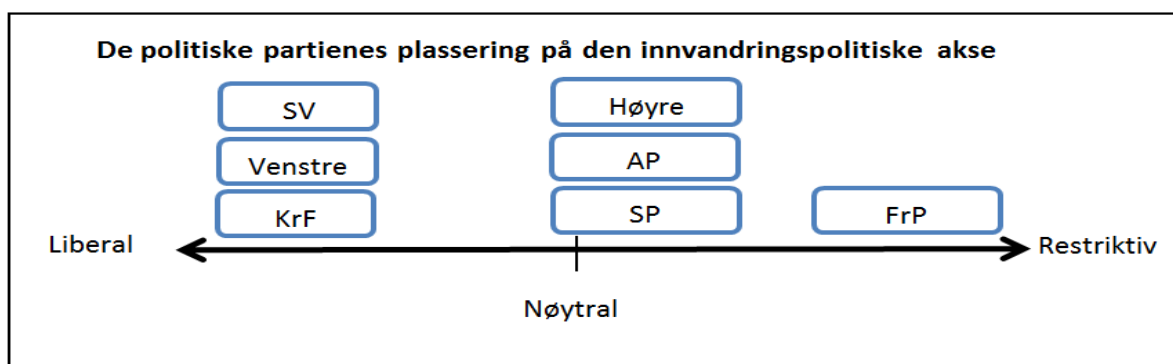 De politiske partienes plassering på den innvandringspolitiske akse
SV
Høyre
Venstre
AP
KrF
SP
FrP
Liberal
Restriktiv
Nøytral